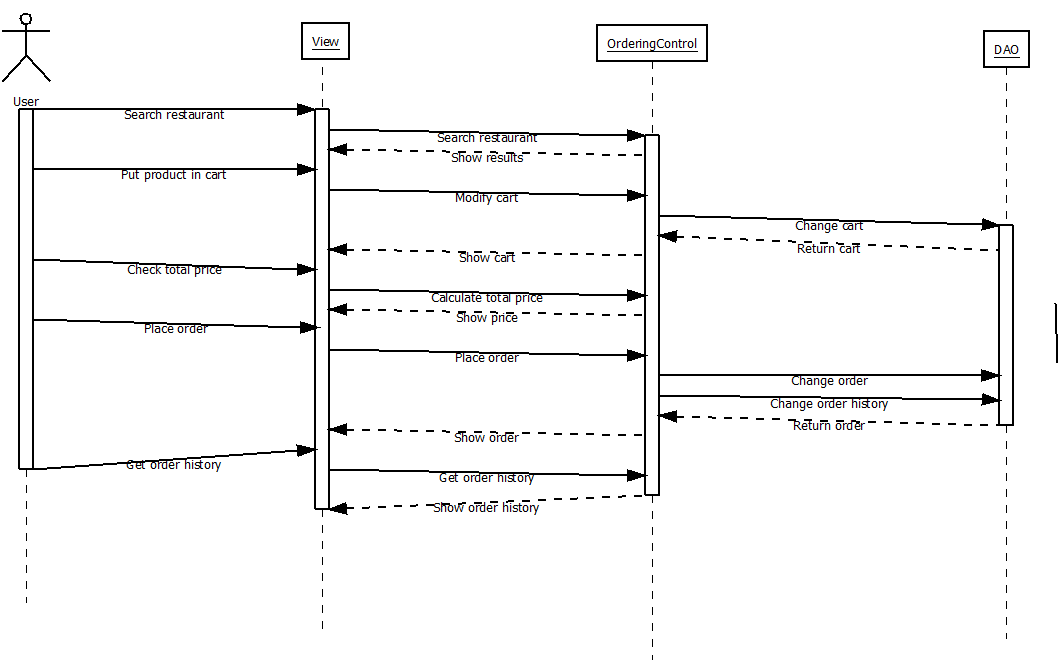 View
OrderingControl
DAO
User
Search restaurant
Search restaurant
Show results
Put product in cart
Modify cart
Change cart
Return cart
Show cart
Check total price
Calculate total price
Show price
Place order
Place order
Change order
Change order history
Return order
Show order
Get order history
Get order history
Show order history